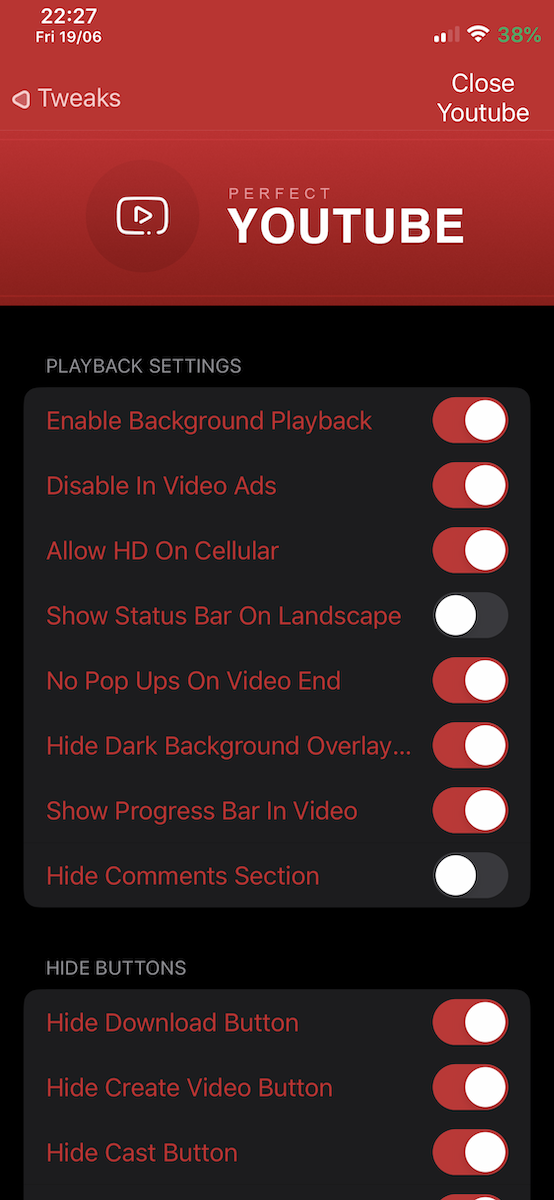 22:27
Fri 19/06
38%
Tweaks
Close
Youtube
PERFECT
YOUTUBE
PLAYBACK SETTINGS
Enable Background Playback
Disable In Video Ads
Allow HD On Cellular
Show Status Bar On Landscape
No Pop Ups On Video End
Hide Dark Background Overlay...
Show Progress Bar In Video
Hide Comments Section
HIDE BUTTONS
Hide Download Button
Hide Create Video Button
Hide Cast Button